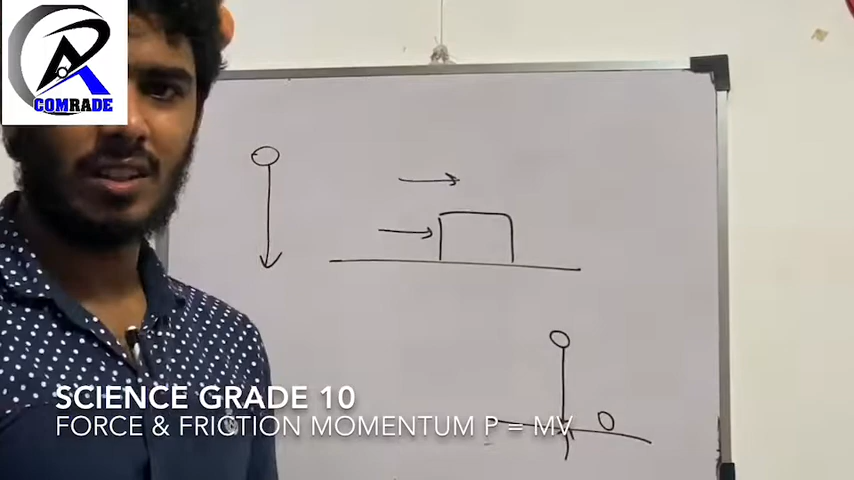 COMRADE
SCIENCE GRADE 10
FORCE & FRICTION MOMENTUM P = MV